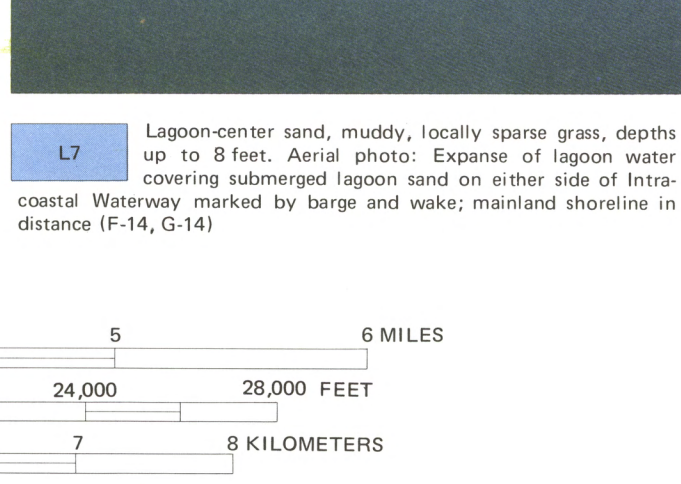 L7
Lagoon-center sand, muddy, locally sparse grass, depths
up to 8 feet. Aerial photo: Expanse of lagoon water
covering submerged lagoon sand on either side of Intra-
coastal Waterway marked by barge and wake; mainland shoreline in
distance (F-14, G-14)
5 6 MILES
24,000 28,000 FEET
7 8 KILOMETERS